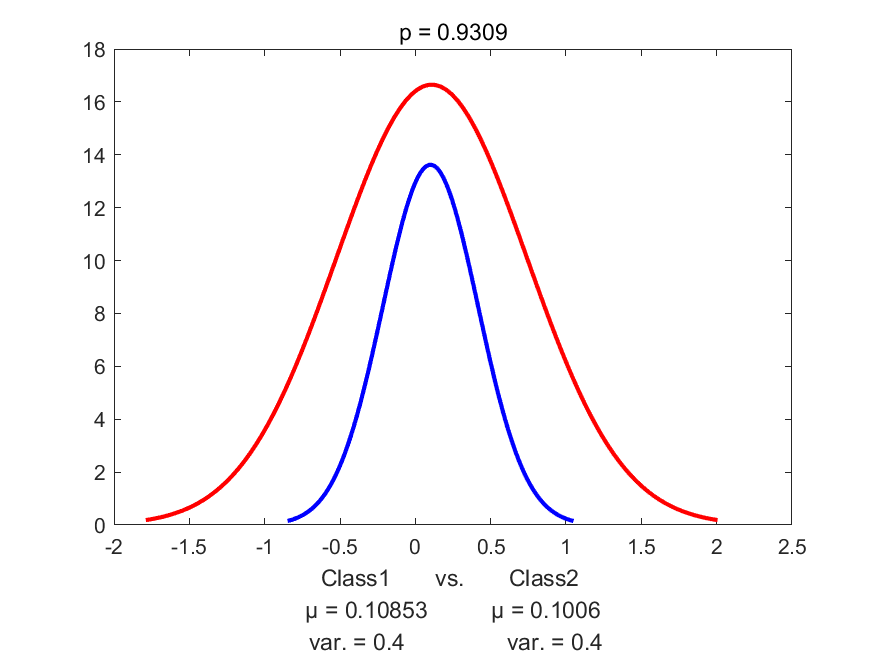 p = 0.9309
18
16
14
12
10
8
6
4
2
0
-2 -1.5 -1 -0.5 0 0.5 1 1.5 2 2.5
Class1 vs. Class2
μ = 0.10853 μ = 0.1006
var. = 0.4 var. = 0.4